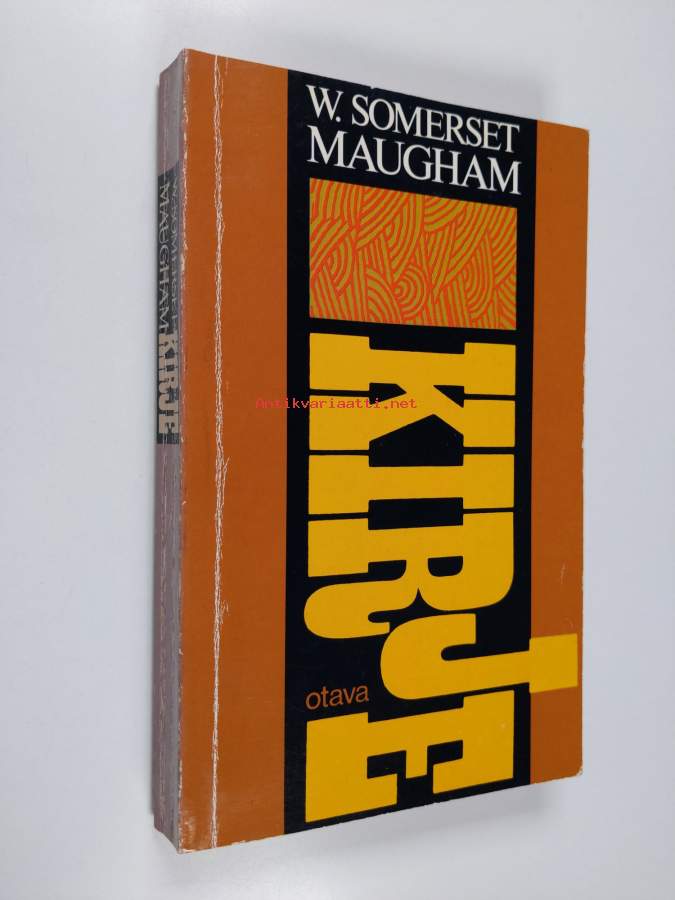 W. SOMERSET
MAUGHAM
KIRJE
otava
W. SOMERSET
MAUGHAM
KIRJE
Antikvariaatti.net